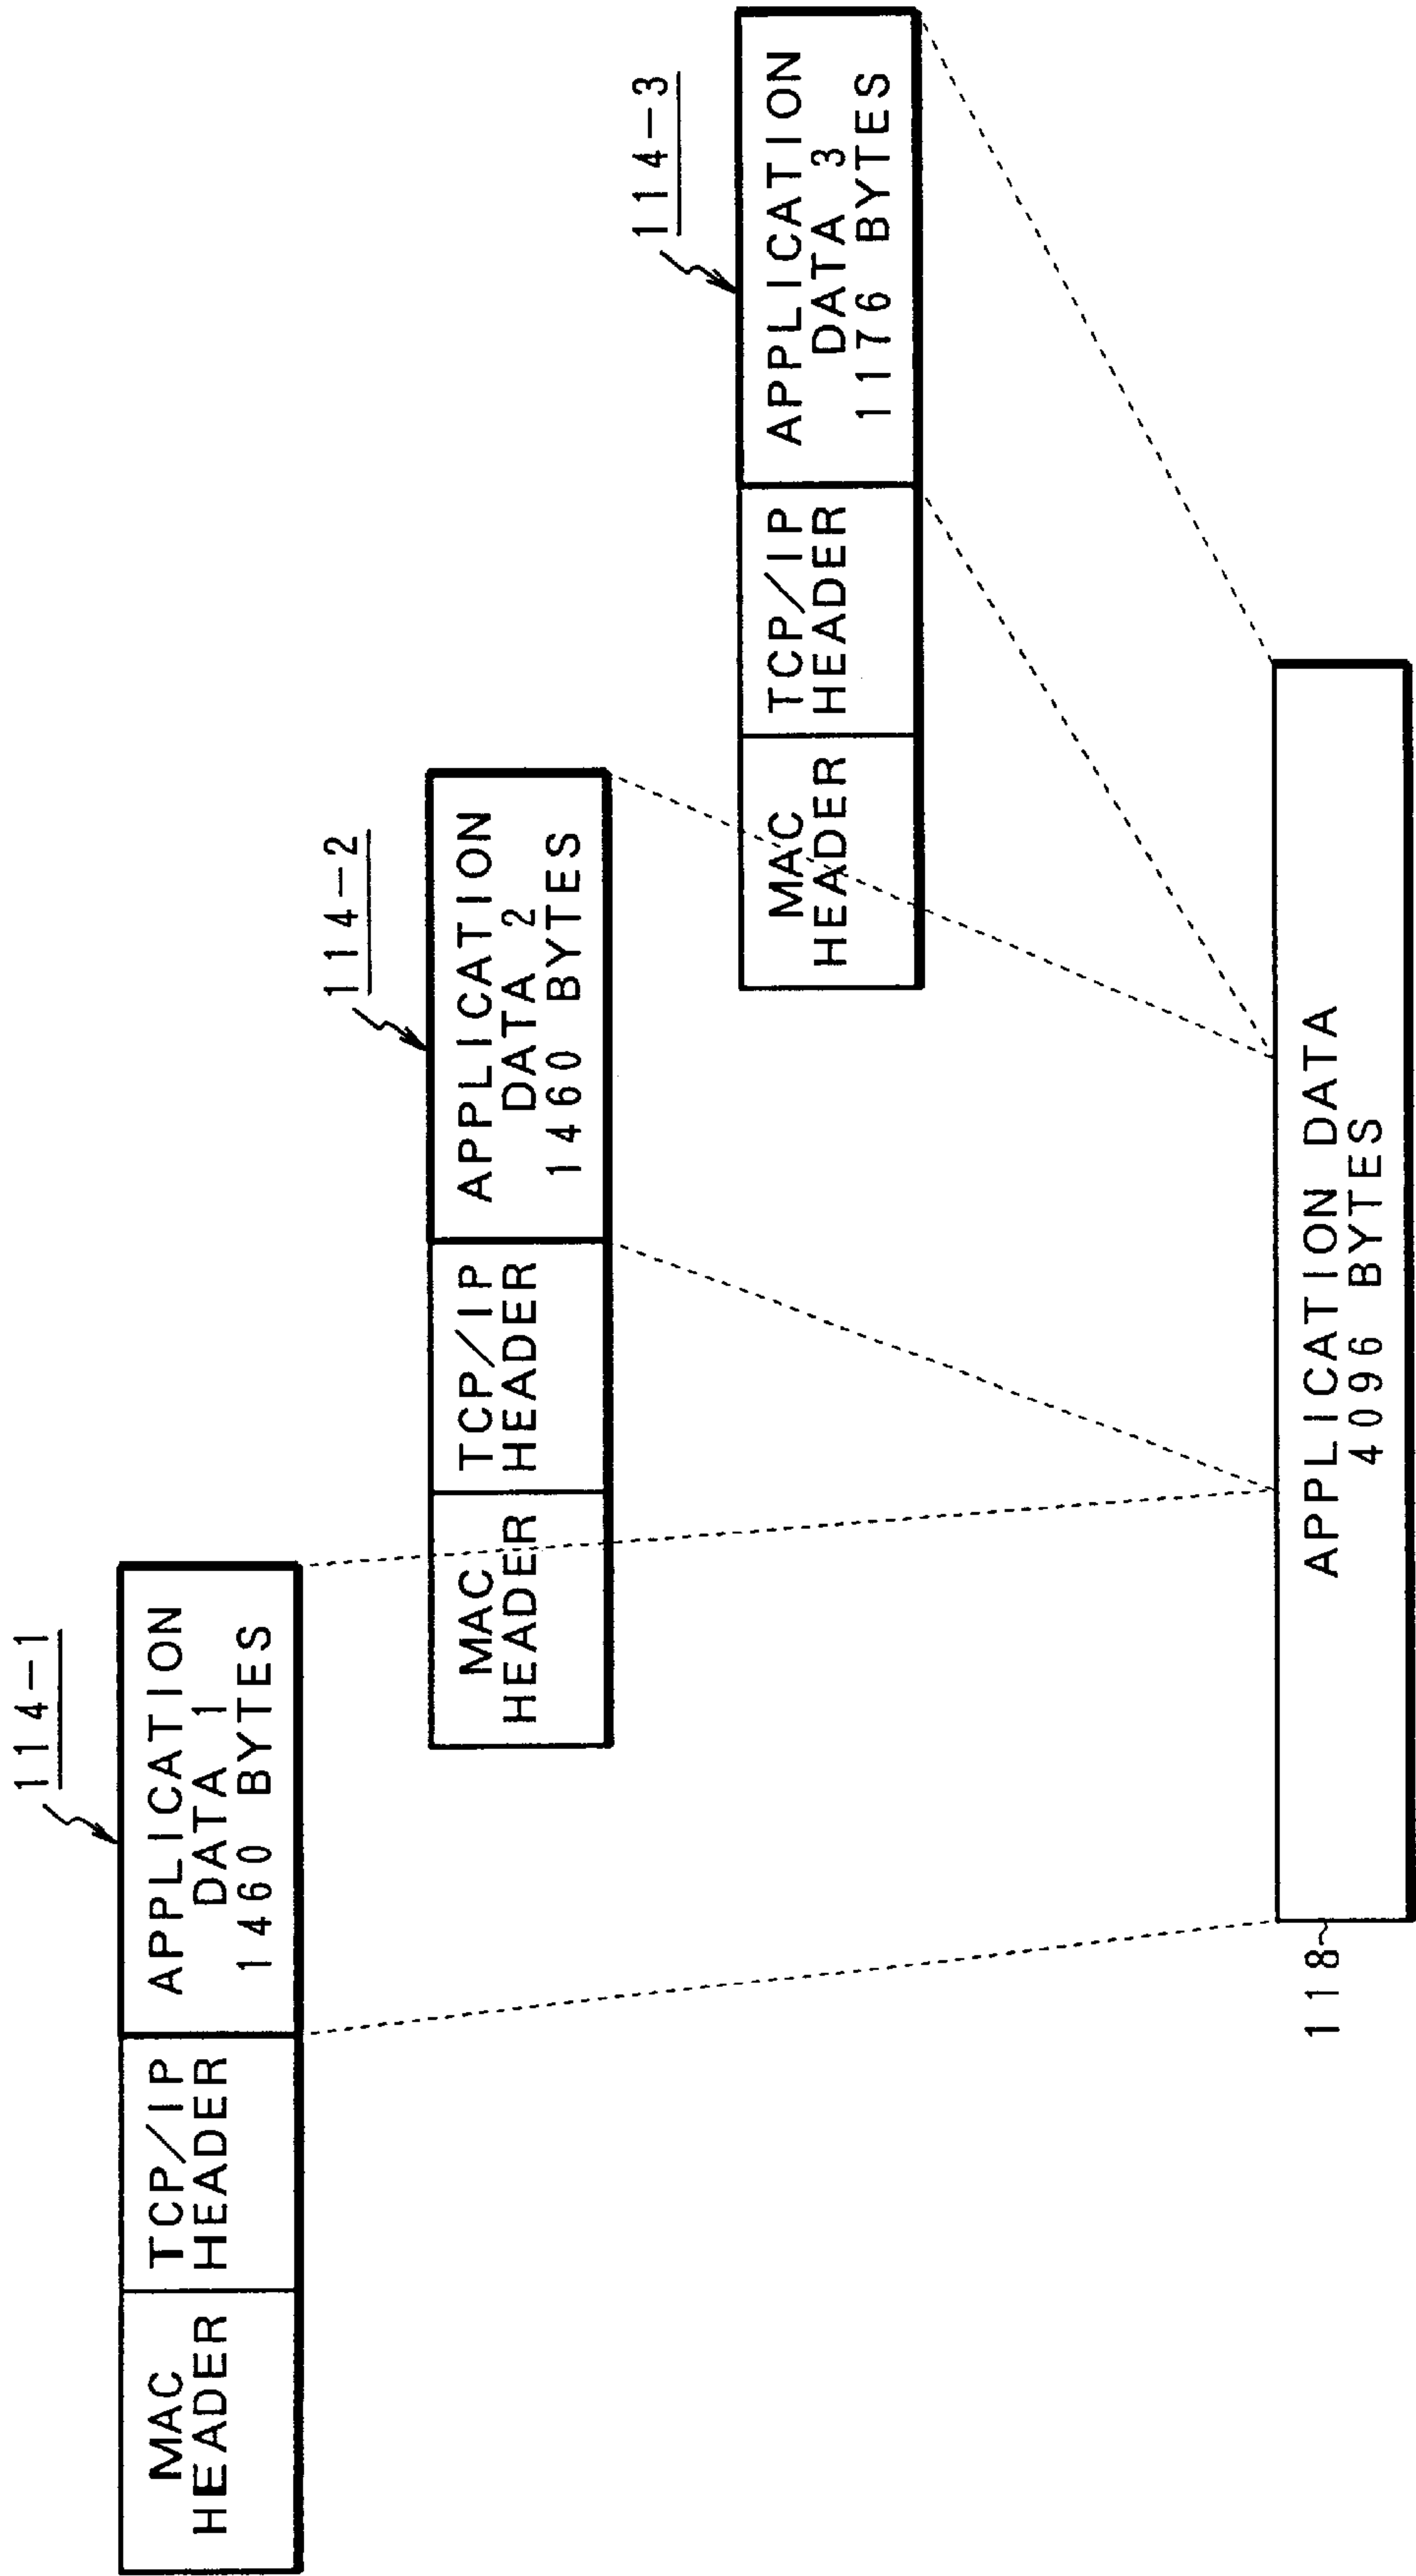 114-1
MAC
HEADER
TCP/IP
HEADER
APPLICATION
DATA 1
1460 BYTES
114-2
MAC
HEADER
TCP/IP
HEADER
APPLICATION
DATA 2
1460 BYTES
114-3
MAC
HEADER
TCP/IP
HEADER
APPLICATION
DATA 3
1176 BYTES
118
APPLICATION DATA
4096 BYTES